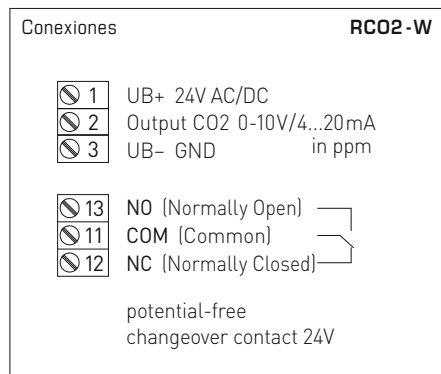 Conexiones RCO2-W
1 UB+ 24V AC/DC
2 Output CO2 0-10V/4...20mA
3 UB– GND in ppm
13 NO (Normally Open)
11 COM (Common)
12 NC (Normally Closed)
potential-free
changeover contact 24V